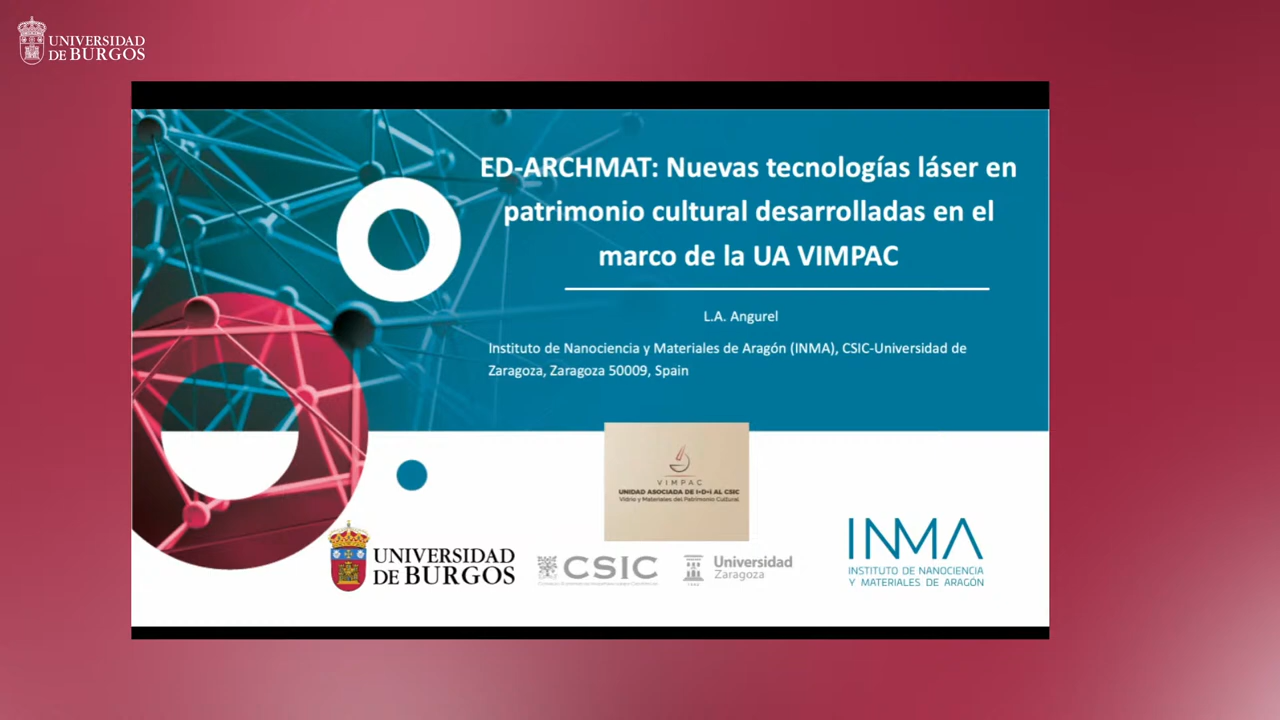 UNIVERSIDAD
DE BURGOS
ED-ARCHMAT: Nuevas tecnologías láser en
patrimonio cultural desarrolladas en el
marco de la UA VIMPAC
L.A. Angurel
Instituto de Nanociencia y Materiales de Aragón (INMA), CSIC-Universidad de
Zaragoza, Zaragoza 50009, Spain
VIMPAC
UNIDAD ASOCIADA DE I+D+I AL CSIC
Vidrio y Materiales del Patrimonio Cultural
UNIVERSIDAD
DE BURGOS
CSIC
Universidad
Zaragoza
INMA
INSTITUTO DE NANOCIENCIA
Y MATERIALES DE ARAGÓN